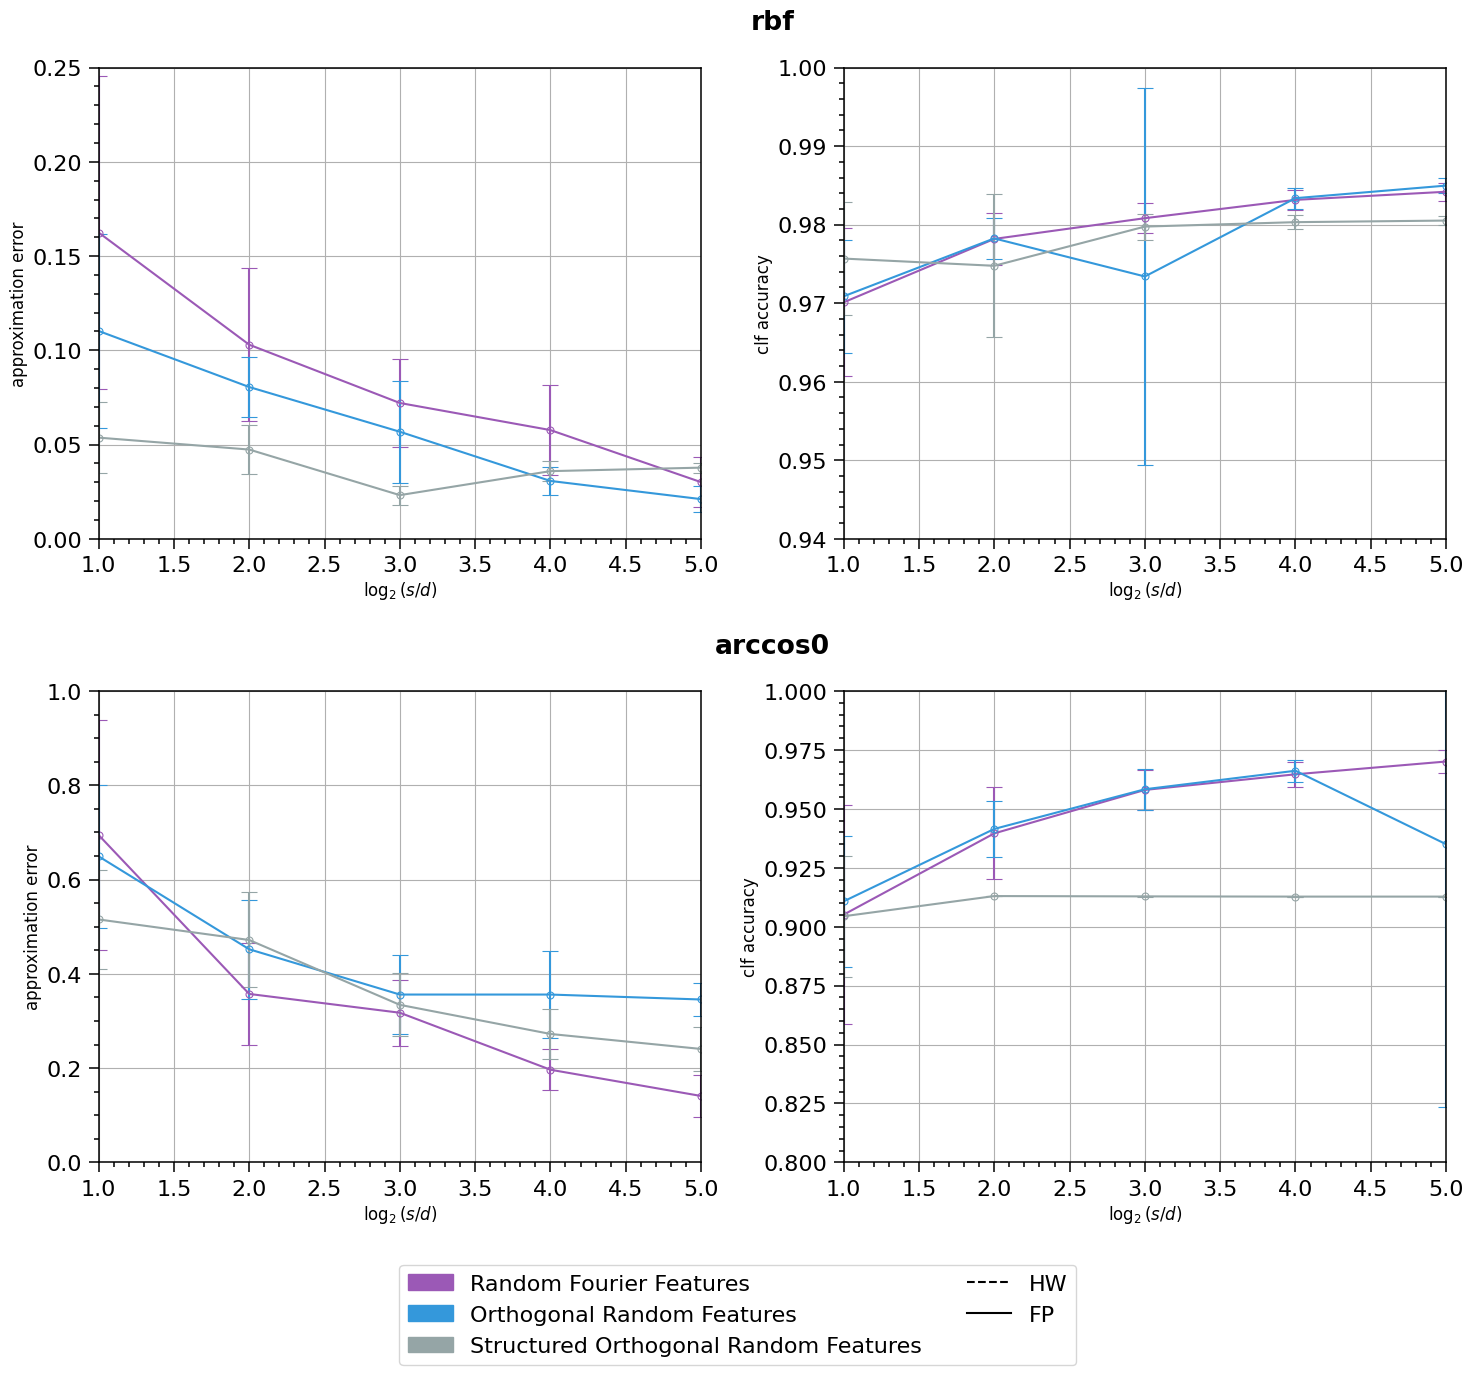 rbf
0.25
0.20
0.15
0.10
0.05
0.00
approximation error
1.0 1.5 2.0 2.5 3.0 3.5 4.0 4.5 5.0
log₂(s/d)
1.00
0.99
0.98
0.97
0.96
0.95
0.94
clf accuracy
1.0 1.5 2.0 2.5 3.0 3.5 4.0 4.5 5.0
log₂(s/d)
arccos0
1.0
0.8
0.6
0.4
0.2
0.0
approximation error
1.0 1.5 2.0 2.5 3.0 3.5 4.0 4.5 5.0
log₂(s/d)
1.000
0.975
0.950
0.925
0.900
0.875
0.850
0.825
0.800
clf accuracy
1.0 1.5 2.0 2.5 3.0 3.5 4.0 4.5 5.0
log₂(s/d)
Random Fourier Features
Orthogonal Random Features
Structured Orthogonal Random Features
HW
FP